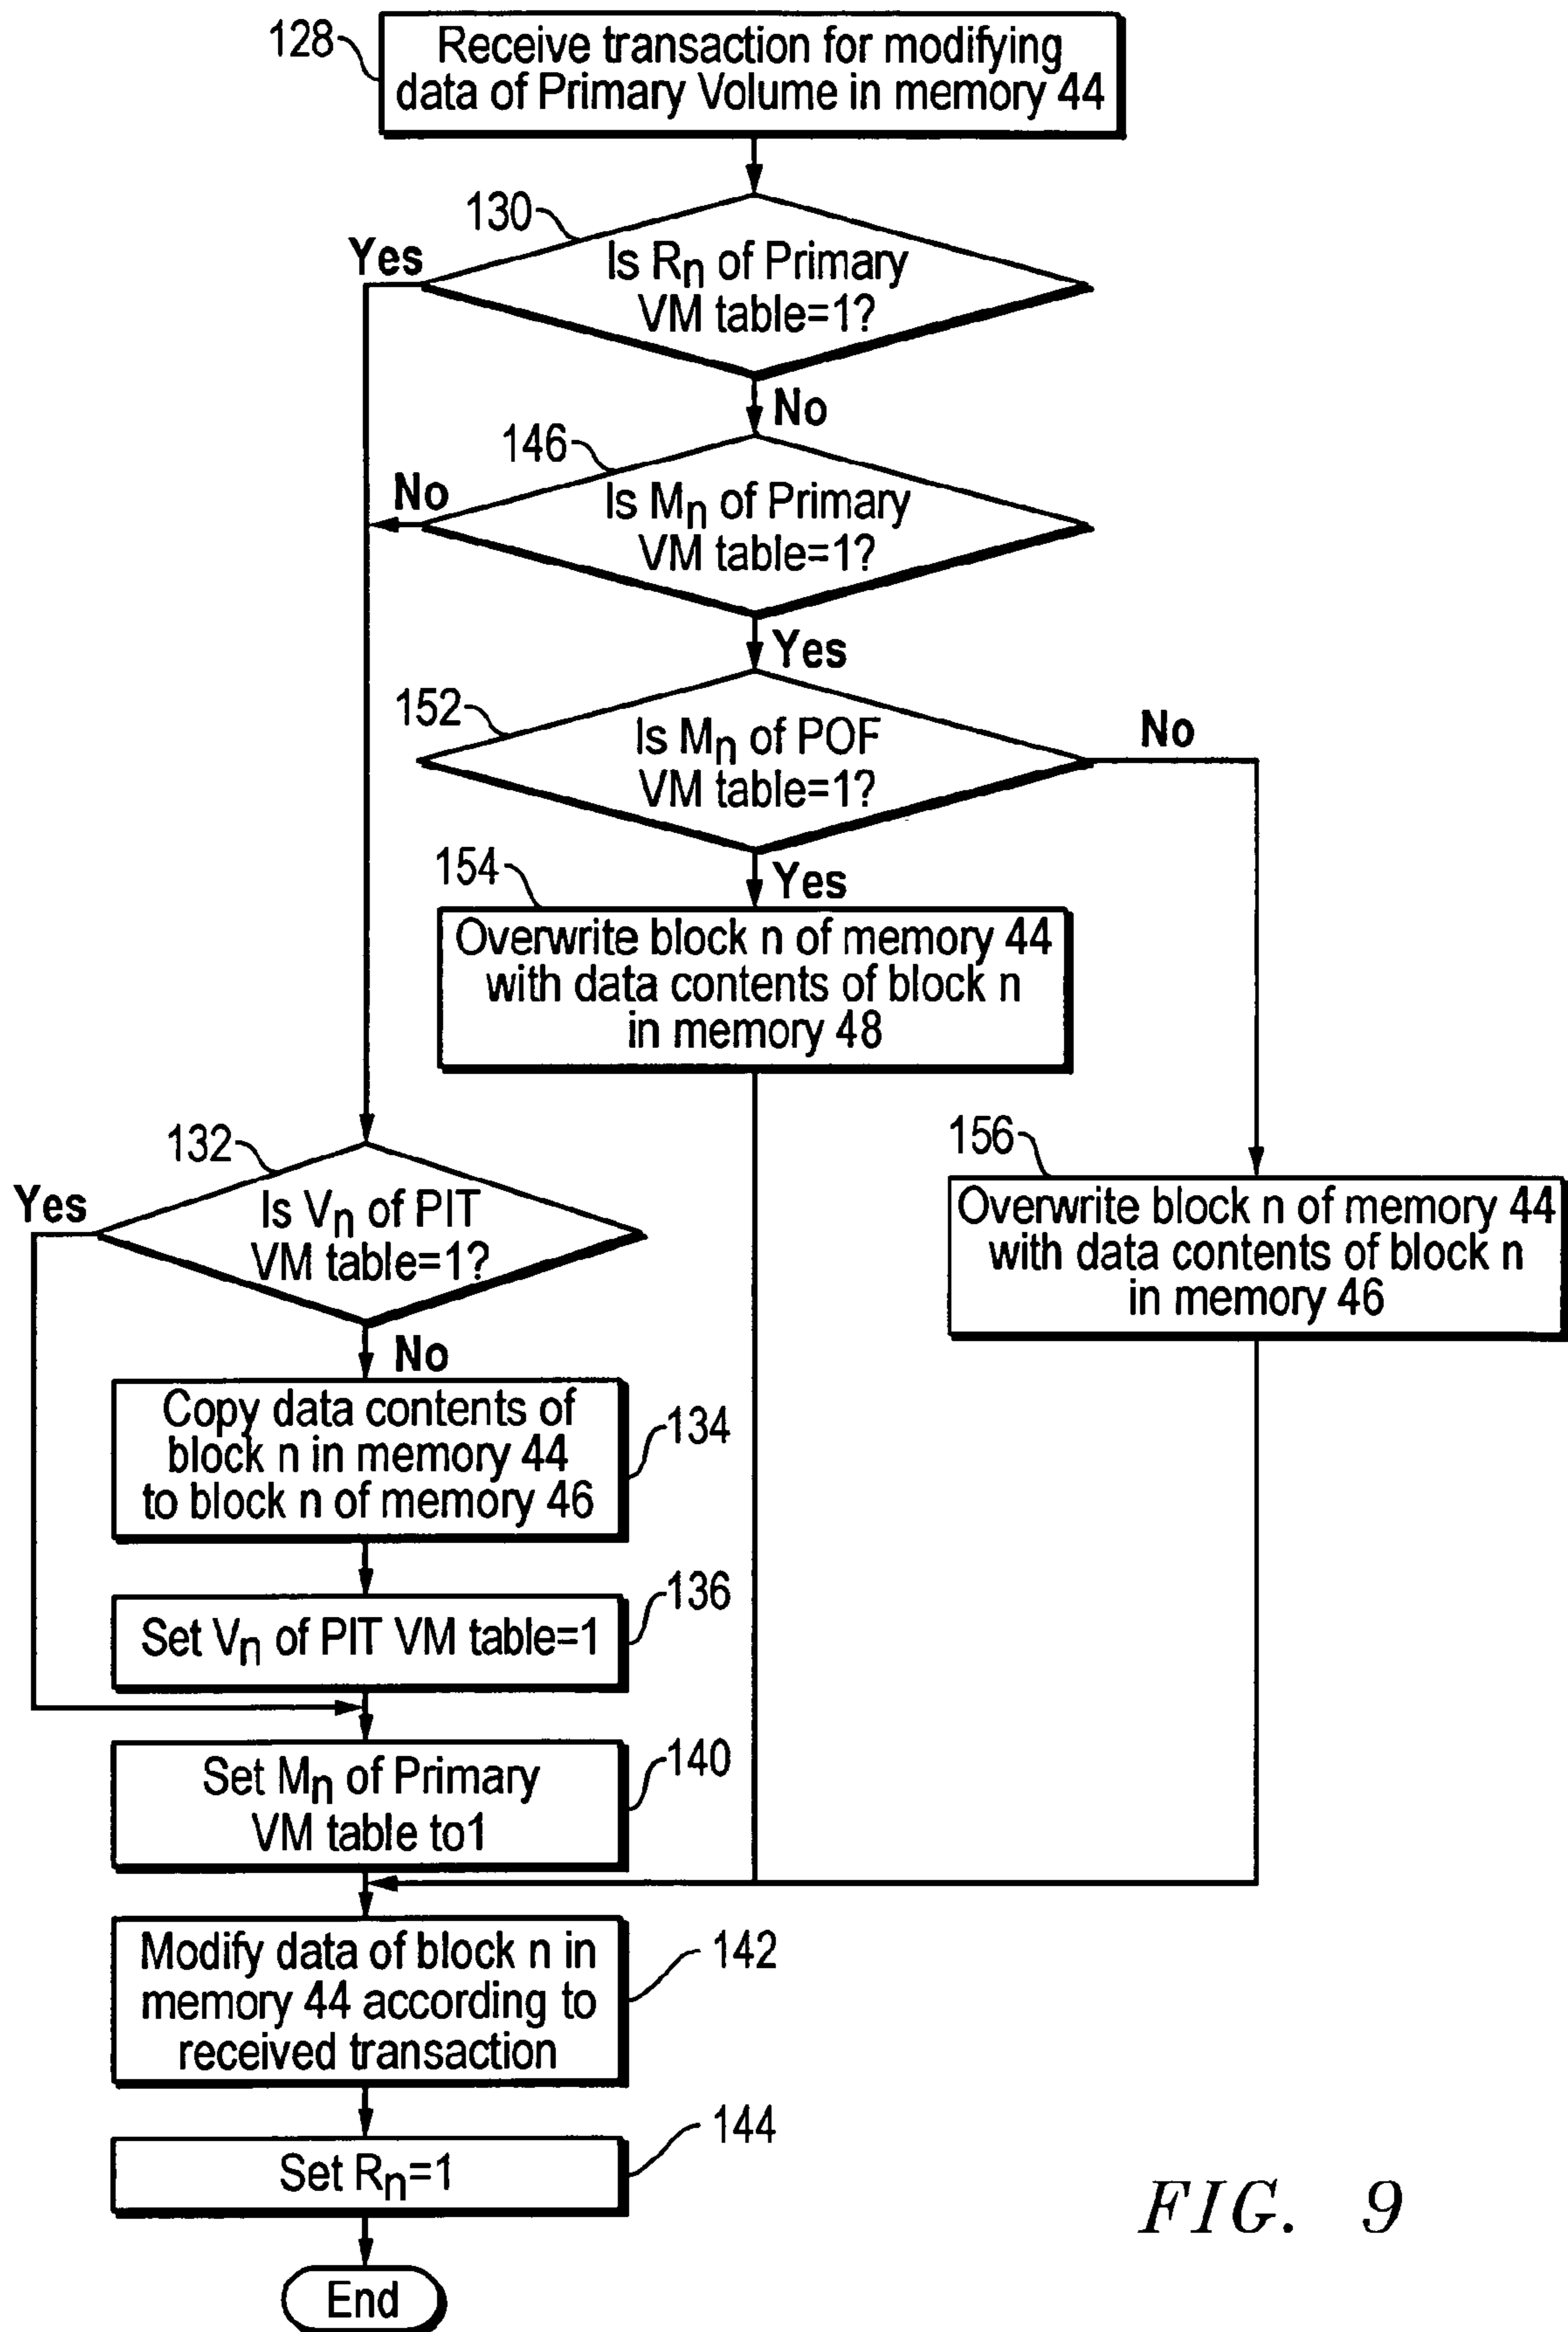 128
Receive transaction for modifying
data of Primary Volume in memory 44
130
Yes
Is Rn of Primary
VM table=1?
No
146
No
Is Mn of Primary
VM table=1?
Yes
152
Is Mn of POF
VM table=1?
No
154
Yes
Overwrite block n of memory 44
with data contents of block n
in memory 48
132
Yes
Is Vn of PIT
VM table=1?
156
Overwrite block n of memory 44
with data contents of block n
in memory 46
No
Copy data contents of
block n in memory 44
to block n of memory 46
134
Set Vn of PIT VM table=1
136
Set Mn of Primary
VM table to1
140
Modify data of block n in
memory 44 according to
received transaction
142
Set Rn=1
144
End
FIG. 9